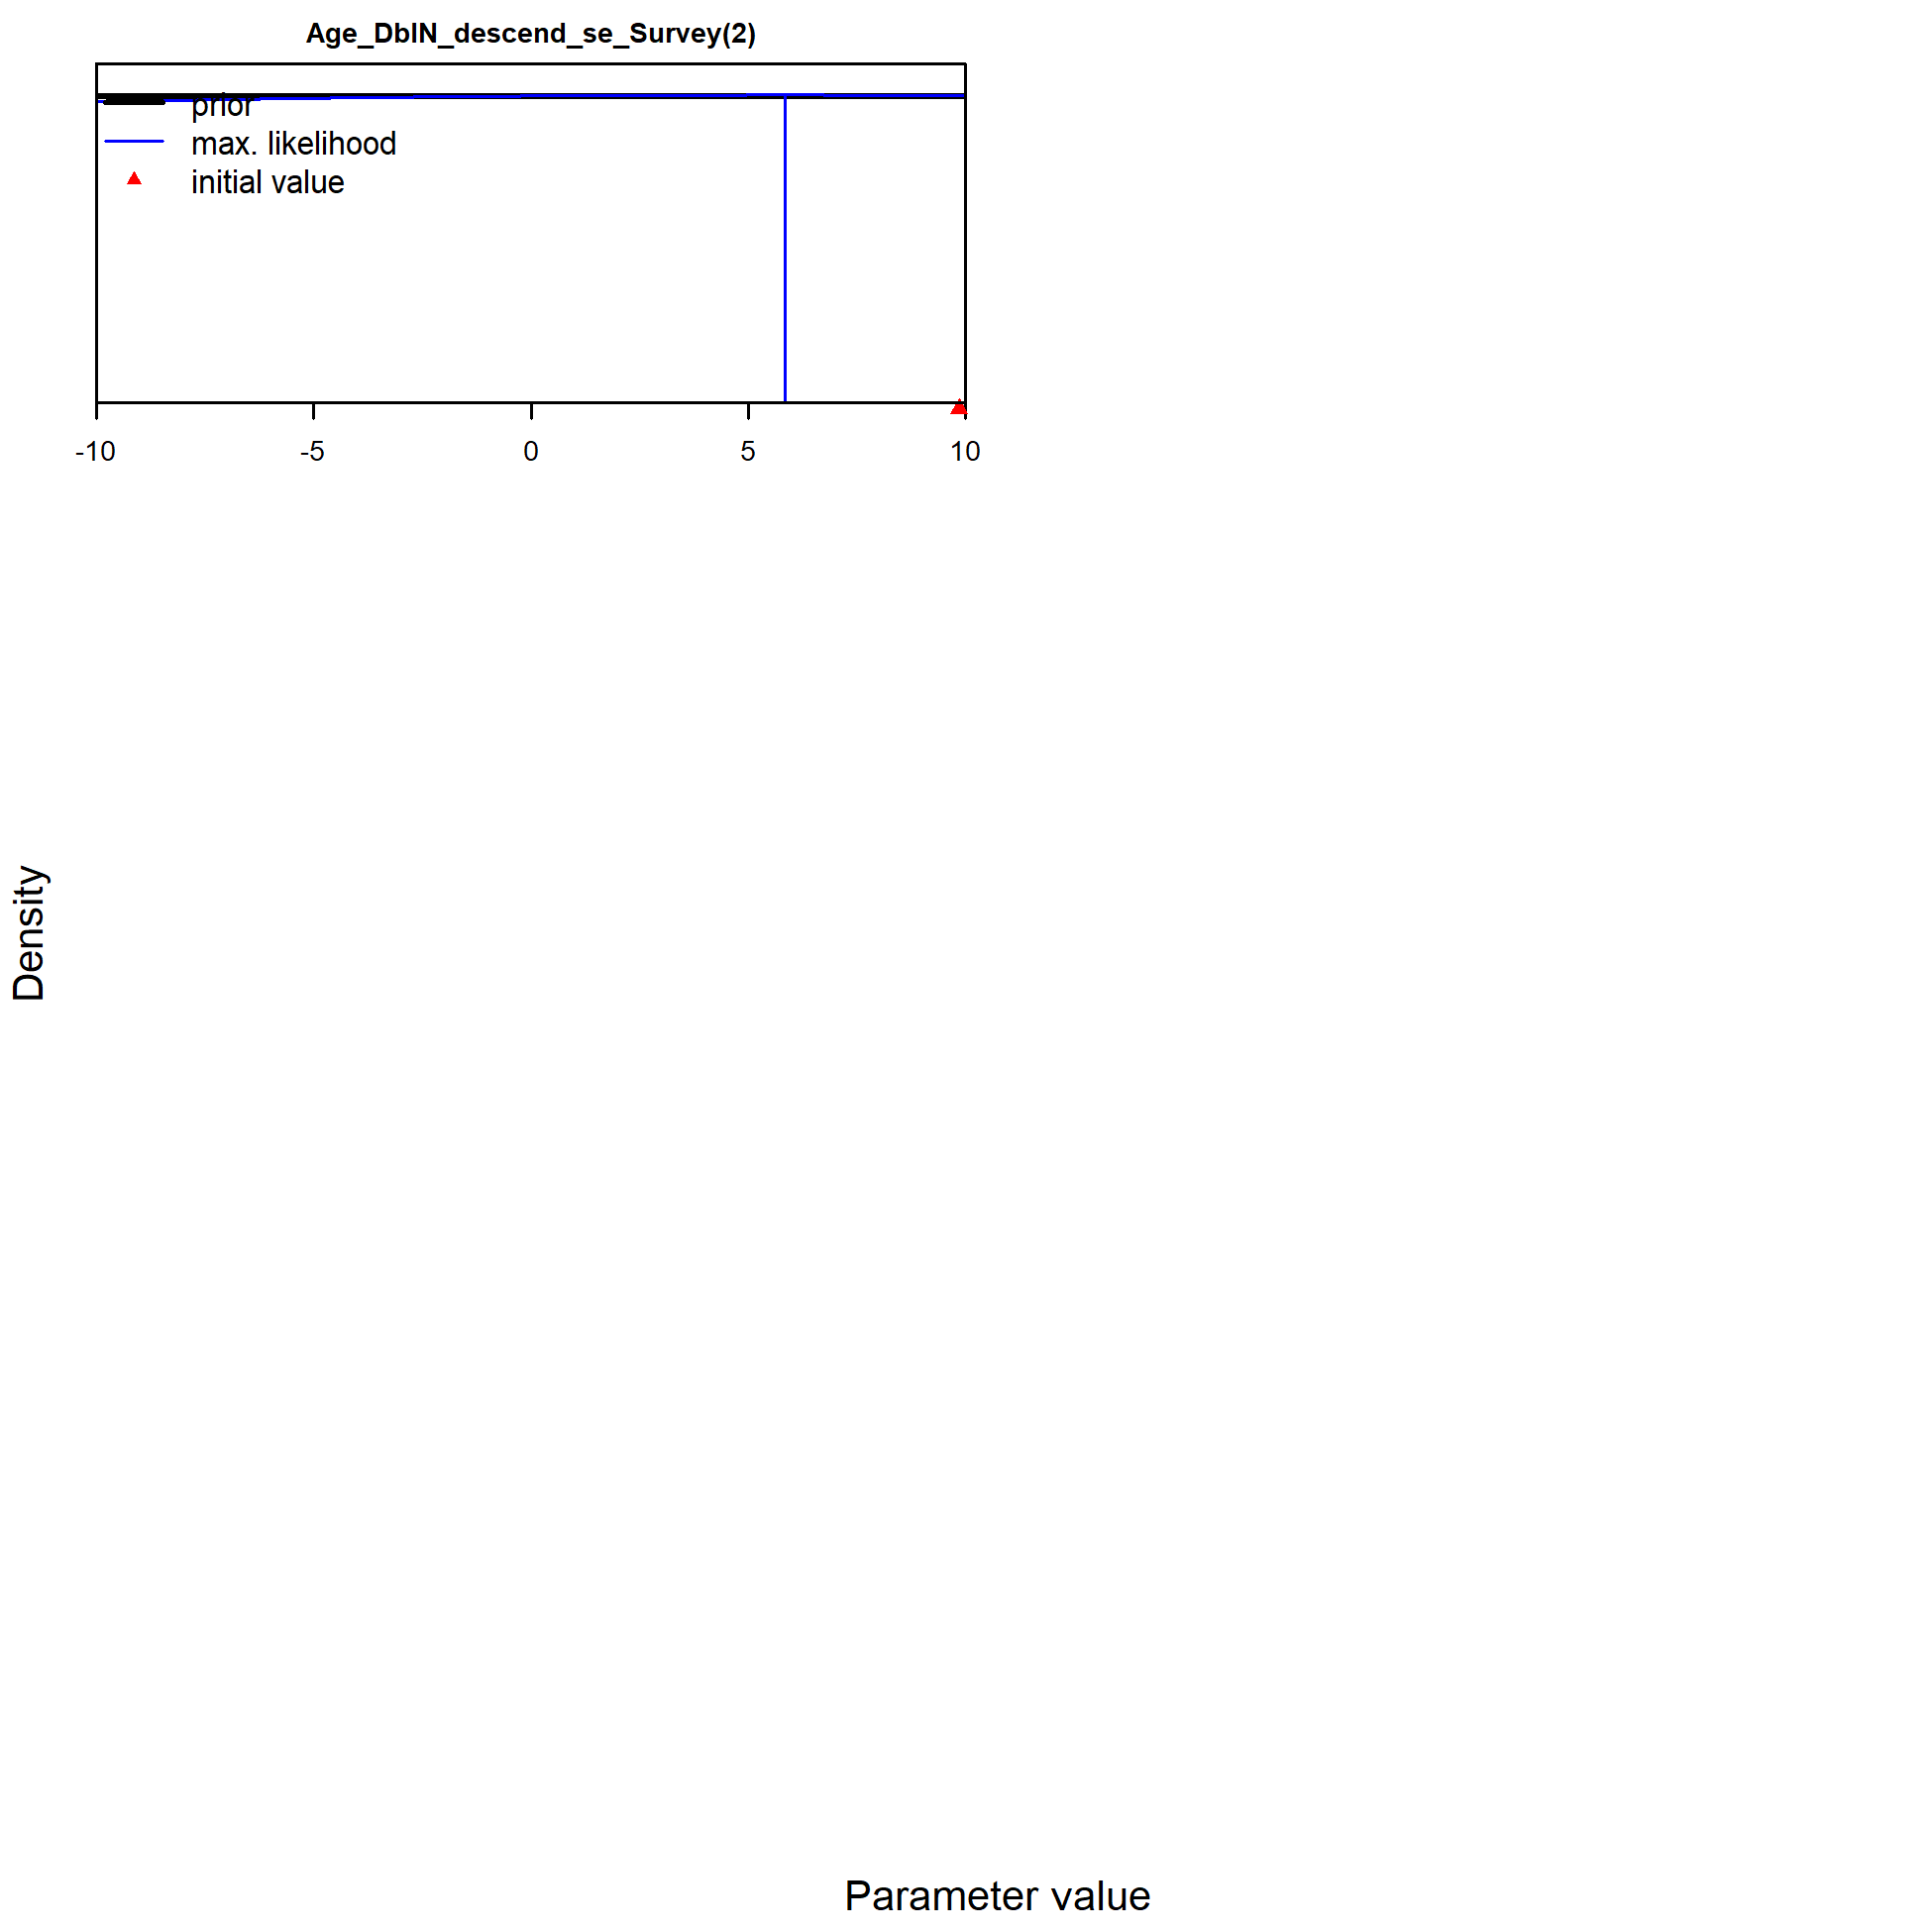 Age_DblN_descend_se_Survey(2)
prior
max. likelihood
initial value
-10 -5 0 5 10
Density
Parameter value